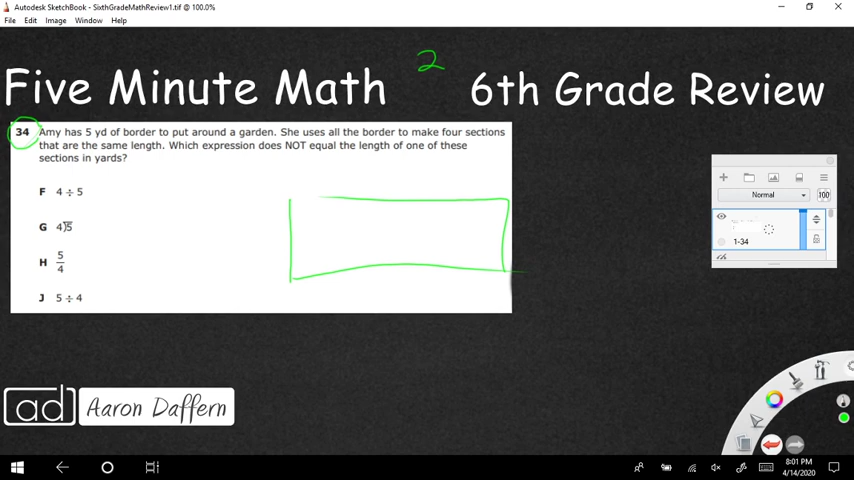 Autodesk SketchBook - SixthGradeMathReview1.tif @ 100.0%
File Edit Image Window Help
2
Five Minute Math 6th Grade Review
34 Amy has 5 yd of border to put around a garden. She uses all the border to make four sections
that are the same length. Which expression does NOT equal the length of one of these
sections in yards?
F 4 ÷ 5
G 4)5
H 5/4
J 5 ÷ 4
Normal 100
1-34
ad Aaron Daffern
8:01 PM
4/14/2020